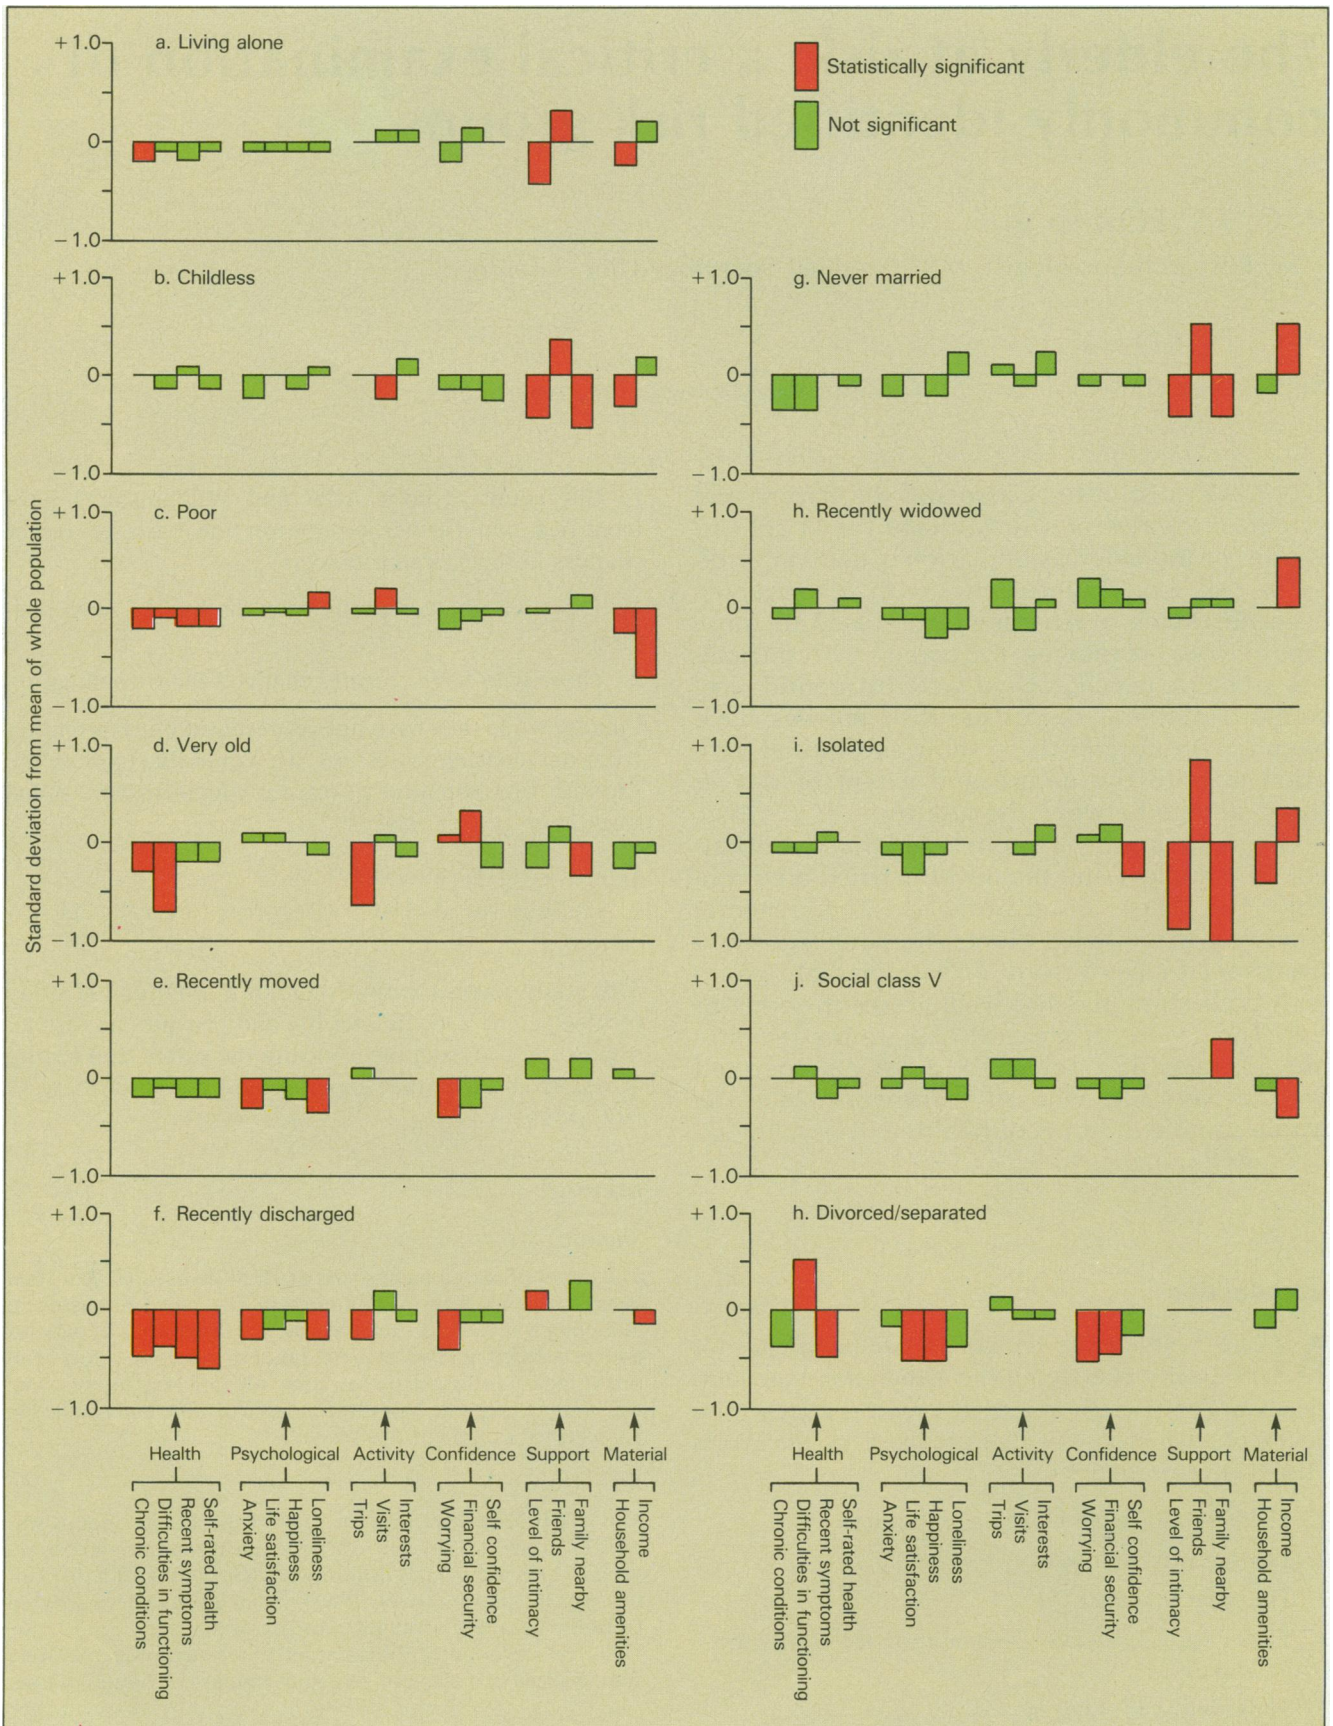 a. Living alone
Statistically significant
Not significant
+1.0
0
−1.0
b. Childless
+1.0
0
−1.0
g. Never married
+1.0
0
−1.0
Standard deviation from mean of whole population
c. Poor
+1.0
0
−1.0
h. Recently widowed
+1.0
0
−1.0
d. Very old
+1.0
0
−1.0
i. Isolated
+1.0
0
−1.0
e. Recently moved
+1.0
0
−1.0
j. Social class V
+1.0
0
−1.0
f. Recently discharged
+1.0
0
−1.0
h. Divorced/separated
+1.0
0
−1.0
Health
Psychological
Activity
Confidence
Support
Material
Chronic conditions
Difficulties in functioning
Recent symptoms
Self-rated health
Anxiety
Life satisfaction
Happiness
Loneliness
Trips
Visits
Interests
Worrying
Financial security
Self confidence
Level of intimacy
Friends
Family nearby
Household amenities
Income
Health
Psychological
Activity
Confidence
Support
Material
Chronic conditions
Difficulties in functioning
Recent symptoms
Self-rated health
Anxiety
Life satisfaction
Happiness
Loneliness
Trips
Visits
Interests
Worrying
Financial security
Self confidence
Level of intimacy
Friends
Family nearby
Household amenities
Income